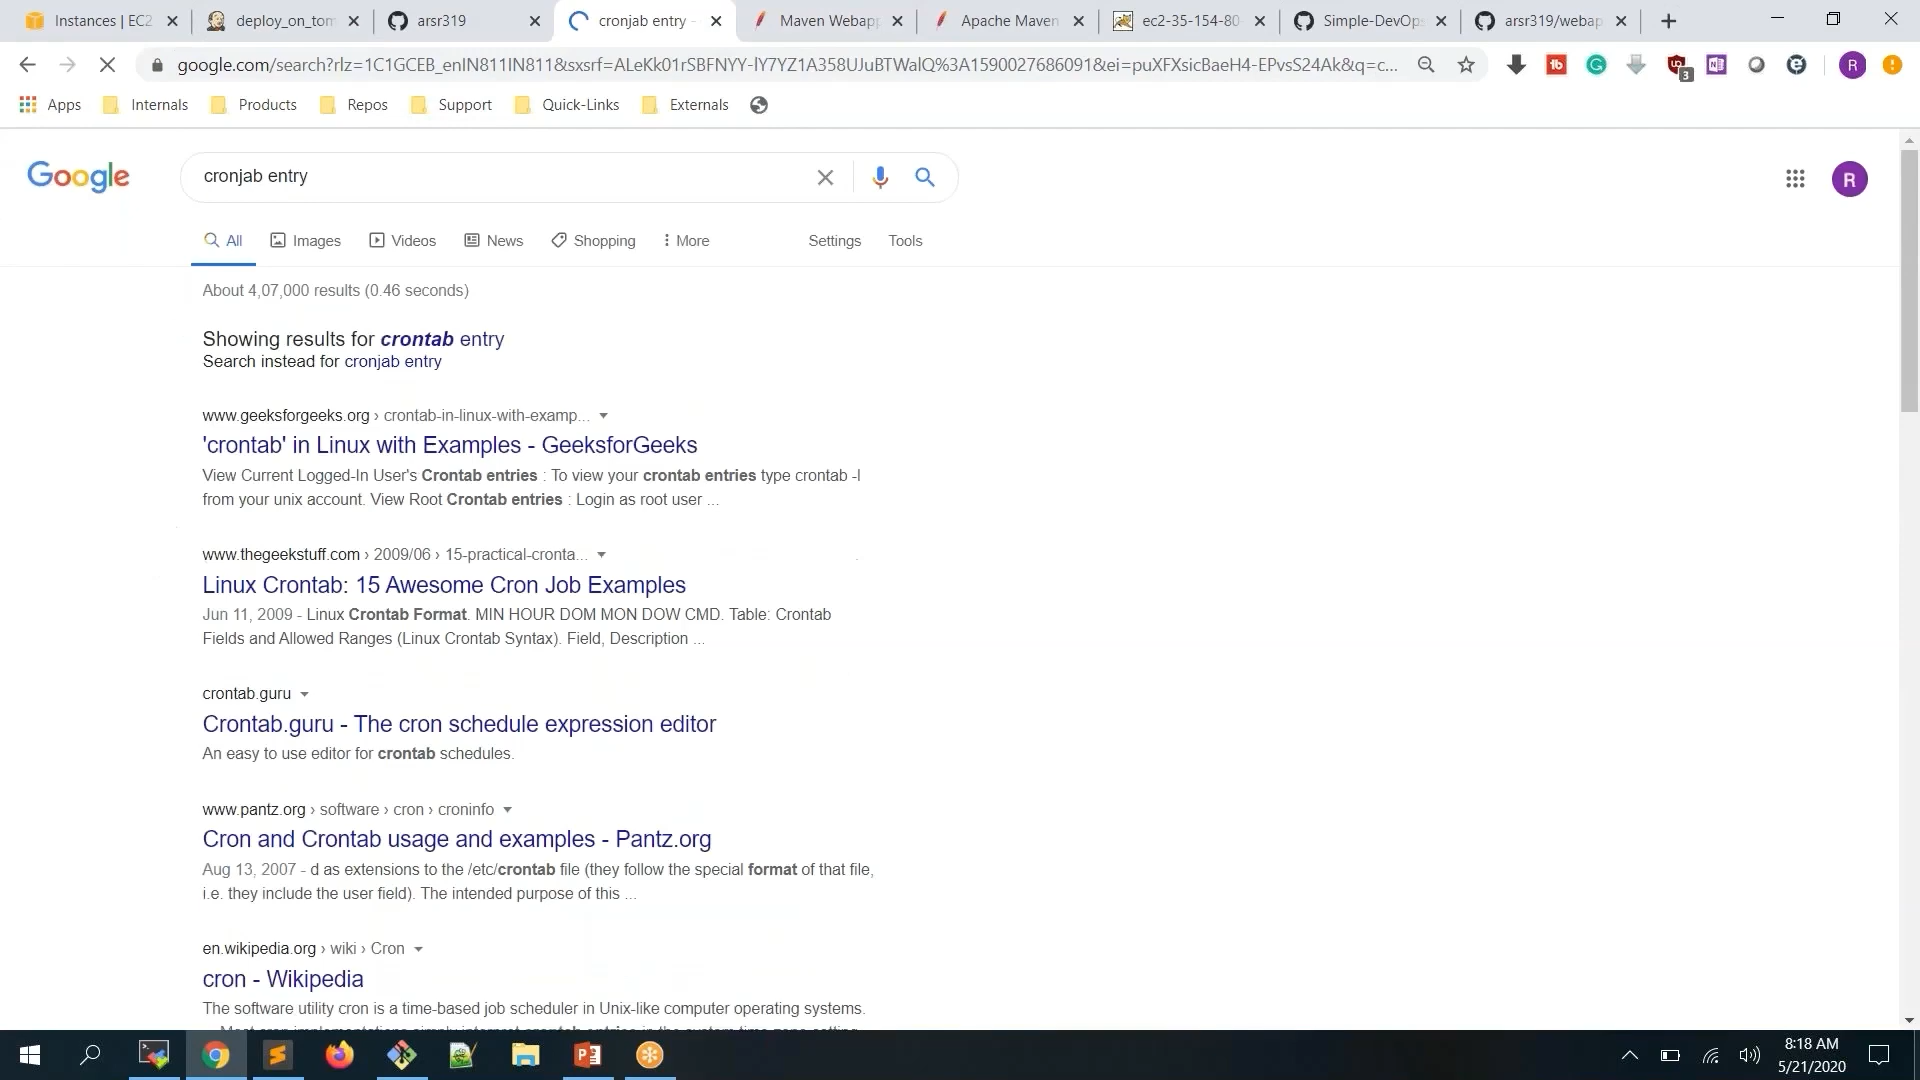 Instances | EC2
deploy_on_tom
arsr319
cronjab entry -
Maven Webapp
Apache Maven
ec2-35-154-80-
Simple-DevOps
arsr319/webap
google.com/search?rlz=1C1GCEB_enIN811IN811&sxsrf=ALeKk01rSBFNYY-lY7YZ1A358UJuBTWalQ%3A1590027686091&ei=puXFXsicBaeH4-EPvsS24Ak&q=c...
3
R
Apps
Internals
Products
Repos
Support
Quick-Links
Externals
Google
cronjab entry
R
All
Images
Videos
News
Shopping
More
Settings
Tools
About 4,07,000 results (0.46 seconds)
Showing results for crontab entry
Search instead for cronjab entry
www.geeksforgeeks.org › crontab-in-linux-with-examp...
'crontab' in Linux with Examples - GeeksforGeeks
View Current Logged-In User's Crontab entries : To view your crontab entries type crontab -l
from your unix account. View Root Crontab entries : Login as root user ...
www.thegeekstuff.com › 2009/06 › 15-practical-cronta...
Linux Crontab: 15 Awesome Cron Job Examples
Jun 11, 2009 - Linux Crontab Format. MIN HOUR DOM MON DOW CMD. Table: Crontab
Fields and Allowed Ranges (Linux Crontab Syntax). Field, Description ...
crontab.guru
Crontab.guru - The cron schedule expression editor
An easy to use editor for crontab schedules.
www.pantz.org › software › cron › croninfo
Cron and Crontab usage and examples - Pantz.org
Aug 13, 2007 - d as extensions to the /etc/crontab file (they follow the special format of that file,
i.e. they include the user field). The intended purpose of this ...
en.wikipedia.org › wiki › Cron
cron - Wikipedia
The software utility cron is a time-based job scheduler in Unix-like computer operating systems.
8:18 AM
5/21/2020